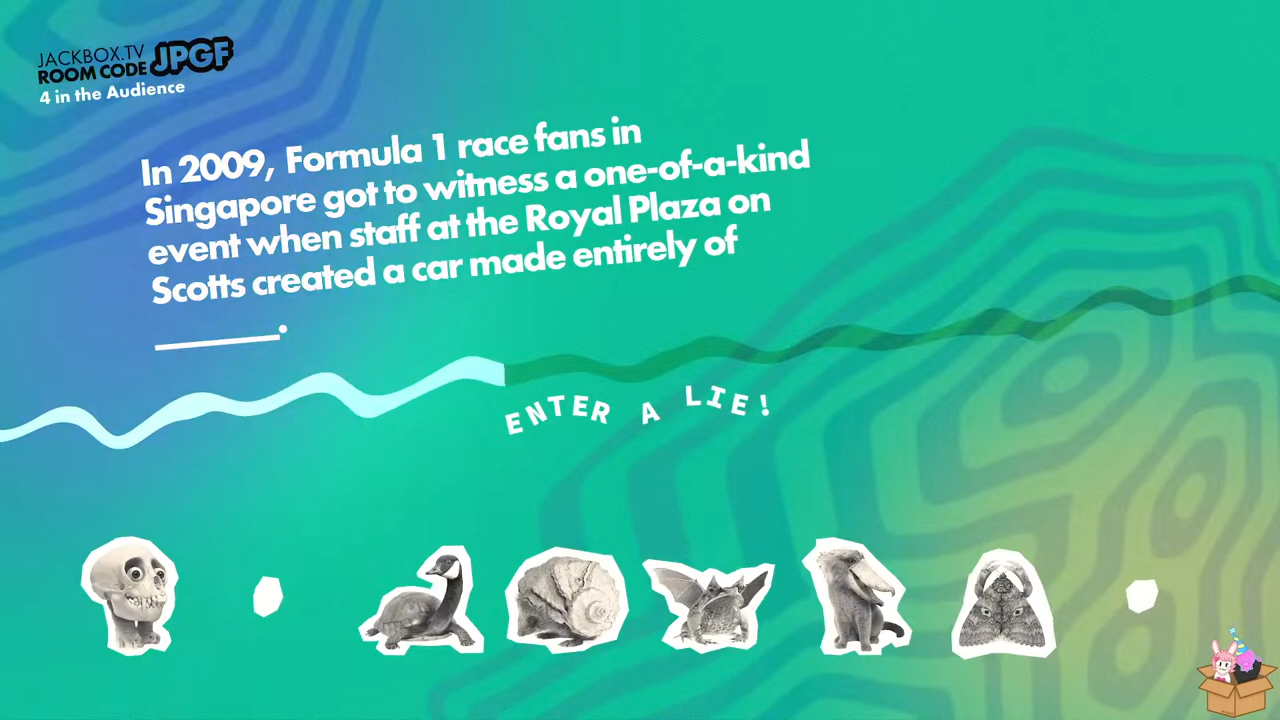 JACKBOX.TV
ROOM CODE JPGF
4 in the Audience
In 2009, Formula 1 race fans in
Singapore got to witness a one-of-a-kind
event when staff at the Royal Plaza on
Scotts created a car made entirely of
______.
ENTER A LIE!